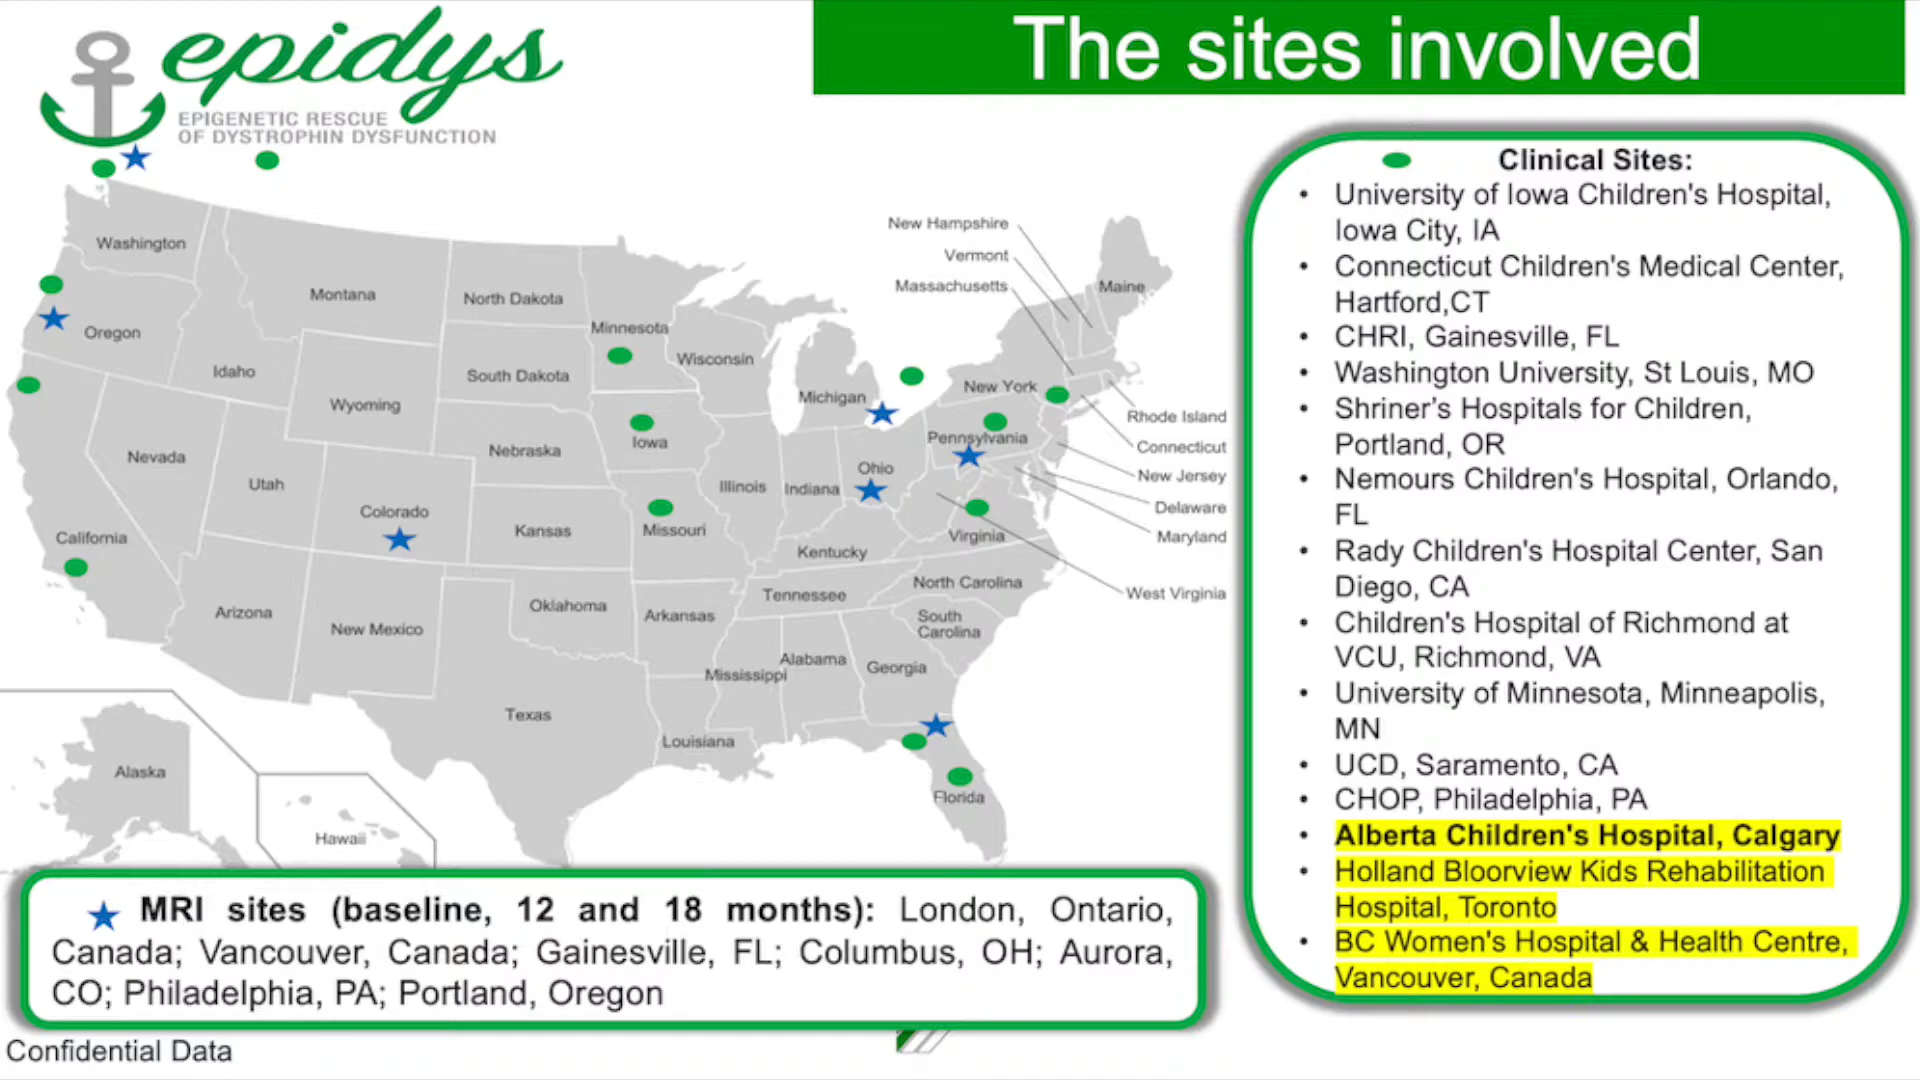 epidys
EPIGENETIC RESCUE
OF DYSTROPHIN DYSFUNCTION
The sites involved
Washington
Oregon
Idaho
Montana
North Dakota
Minnesota
South Dakota
Wisconsin
Wyoming
Michigan
New York
New Hampshire
Vermont
Massachusetts
Maine
Rhode Island
Connecticut
New Jersey
Delaware
Maryland
West Virginia
Pennsylvania
Nevada
Utah
Colorado
Nebraska
Iowa
Illinois
Indiana
Ohio
California
Kansas
Missouri
Kentucky
Virginia
Arizona
New Mexico
Oklahoma
Arkansas
Tennessee
North Carolina
South
Carolina
Mississippi
Alabama
Georgia
Texas
Louisiana
Florida
Alaska
Hawaii
Clinical Sites:
• University of Iowa Children's Hospital,
Iowa City, IA
• Connecticut Children's Medical Center,
Hartford,CT
• CHRI, Gainesville, FL
• Washington University, St Louis, MO
• Shriner’s Hospitals for Children,
Portland, OR
• Nemours Children's Hospital, Orlando,
FL
• Rady Children's Hospital Center, San
Diego, CA
• Children's Hospital of Richmond at
VCU, Richmond, VA
• University of Minnesota, Minneapolis,
MN
• UCD, Saramento, CA
• CHOP, Philadelphia, PA
• Alberta Children's Hospital, Calgary
• Holland Bloorview Kids Rehabilitation
Hospital, Toronto
• BC Women's Hospital & Health Centre,
Vancouver, Canada
MRI sites (baseline, 12 and 18 months): London, Ontario,
Canada; Vancouver, Canada; Gainesville, FL; Columbus, OH; Aurora,
CO; Philadelphia, PA; Portland, Oregon
Confidential Data